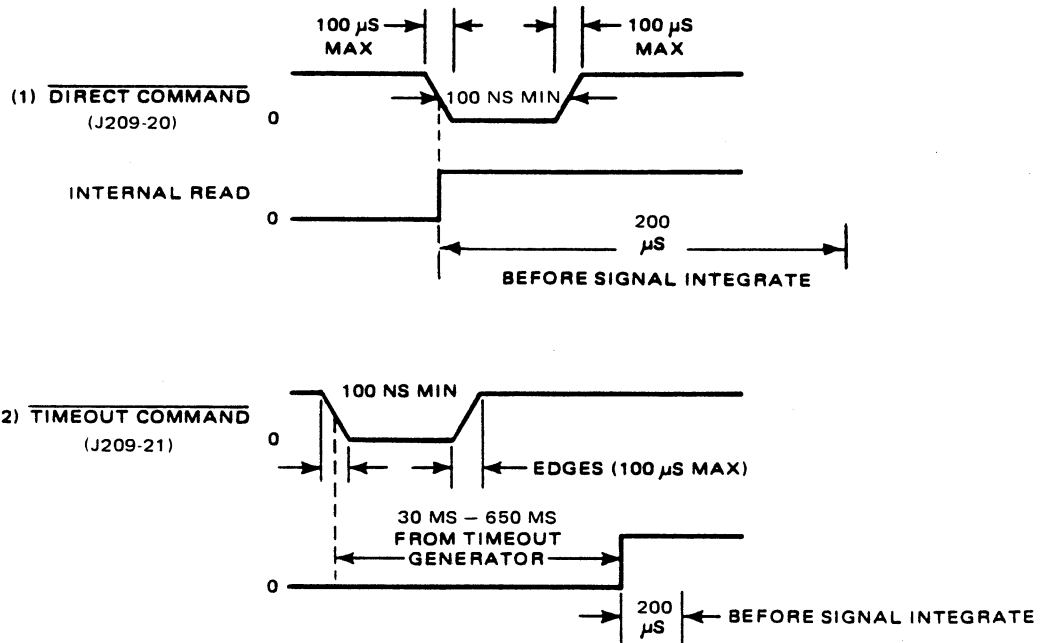 100 µS MAX
100 µS MAX
(1) DIRECT COMMAND
(J209-20)
0
100 NS MIN
INTERNAL READ
0
200 µS
BEFORE SIGNAL INTEGRATE
2) TIMEOUT COMMAND
(J209-21)
0
100 NS MIN
EDGES (100 µS MAX)
30 MS – 650 MS
FROM TIMEOUT
GENERATOR
0
200 µS
BEFORE SIGNAL INTEGRATE